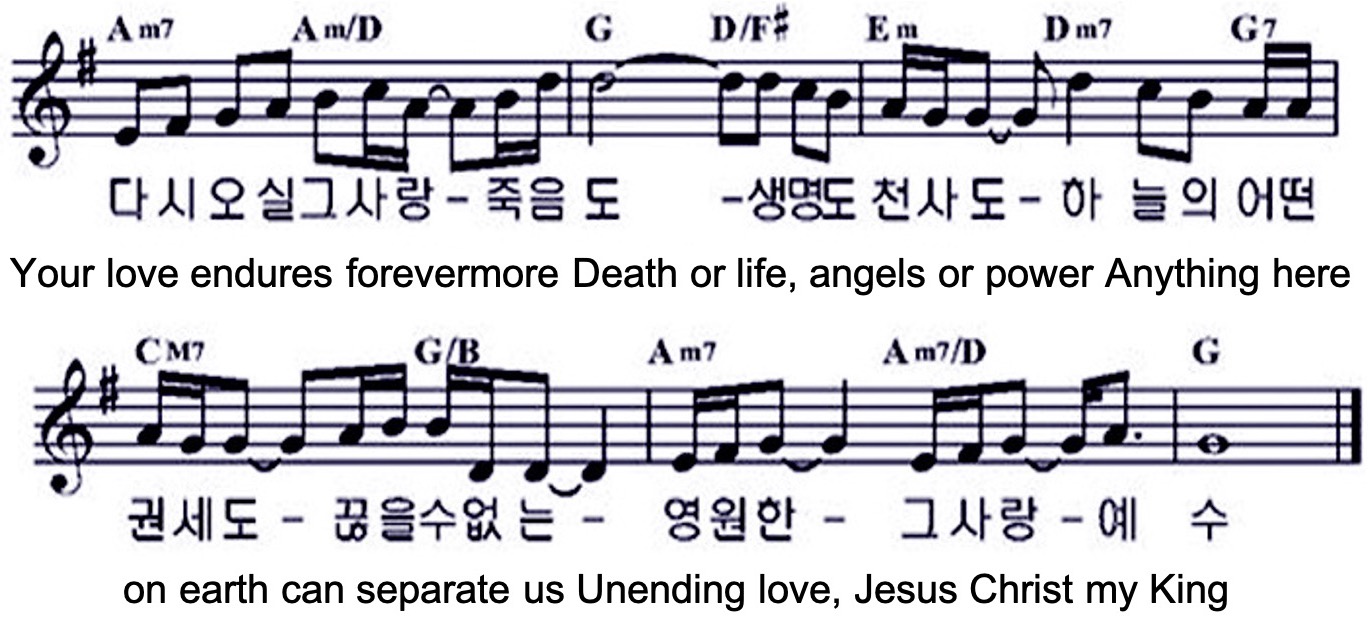 Am7 Am/D G D/F# Em Dm7 G7
다시오실그사랑- 죽음도 -생명도 천사도- 하늘의 어떤
Your love endures forevermore Death or life, angels or power Anything here
CM7 G/B Am7 Am7/D G
권세도- 끊을수없는- 영원한- 그사랑-예수
on earth can separate us Unending love, Jesus Christ my King